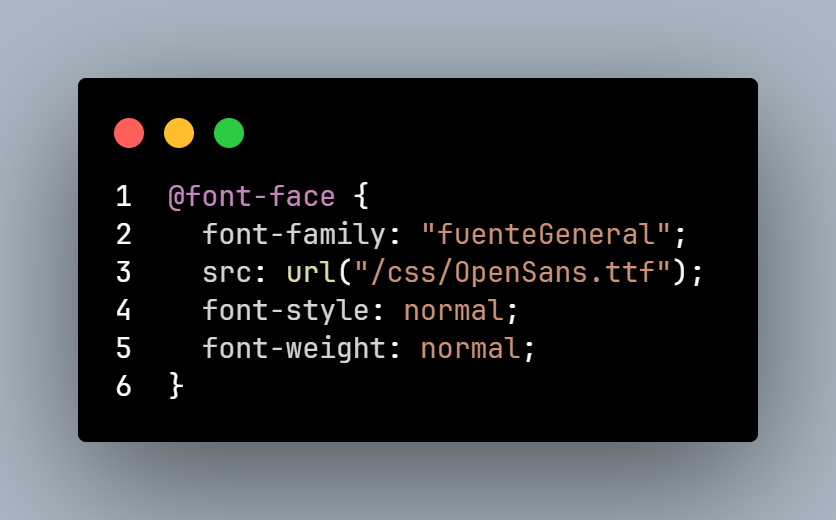 1 @font-face {
2   font-family: "fuenteGeneral";
3   src: url("/css/OpenSans.ttf");
4   font-style: normal;
5   font-weight: normal;
6 }